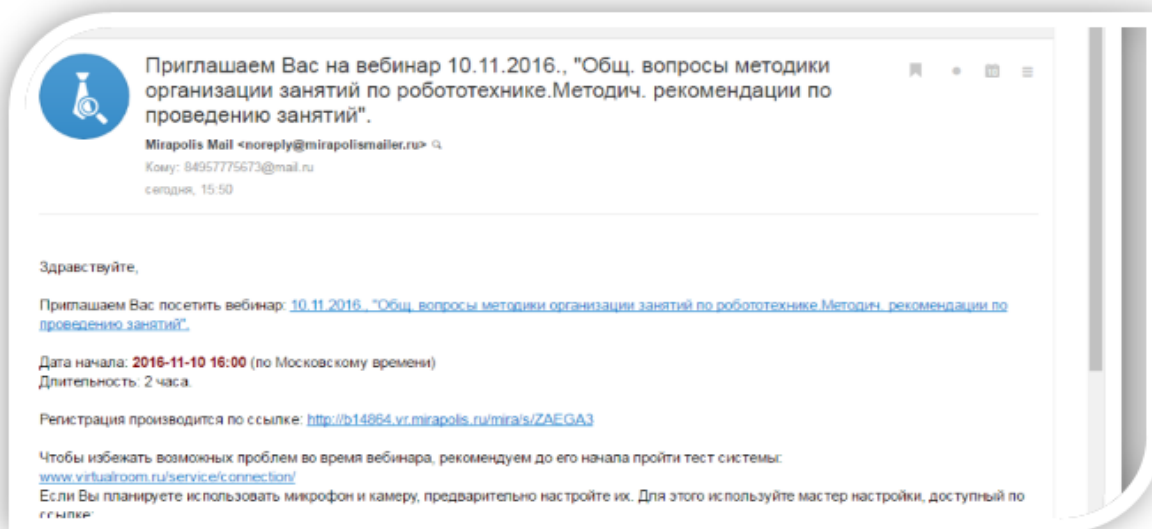 Приглашаем Вас на вебинар 10.11.2016., "Общ. вопросы методики
организации занятий по робототехнике.Методич. рекомендации по
проведению занятий".
Mirapolis Mail <noreply@mirapolismailer.ru>
Кому: 84957775673@mail.ru
сегодня, 15:50
Здравствуйте,
Приглашаем Вас посетить вебинар: 10.11.2016., "Общ. вопросы методики организации занятий по робототехнике.Методич. рекомендации по
проведению занятий".
Дата начала: 2016-11-10 16:00 (по Московскому времени)
Длительность: 2 часа.
Регистрация производится по ссылке: http://b14864.vr.mirapolis.ru/mira/s/ZAEGA3
Чтобы избежать возможных проблем во время вебинара, рекомендуем до его начала пройти тест системы:
www.virtualroom.ru/service/connection/
Если Вы планируете использовать микрофон и камеру, предварительно настройте их. Для этого используйте мастер настройки, доступный по
ссылке: